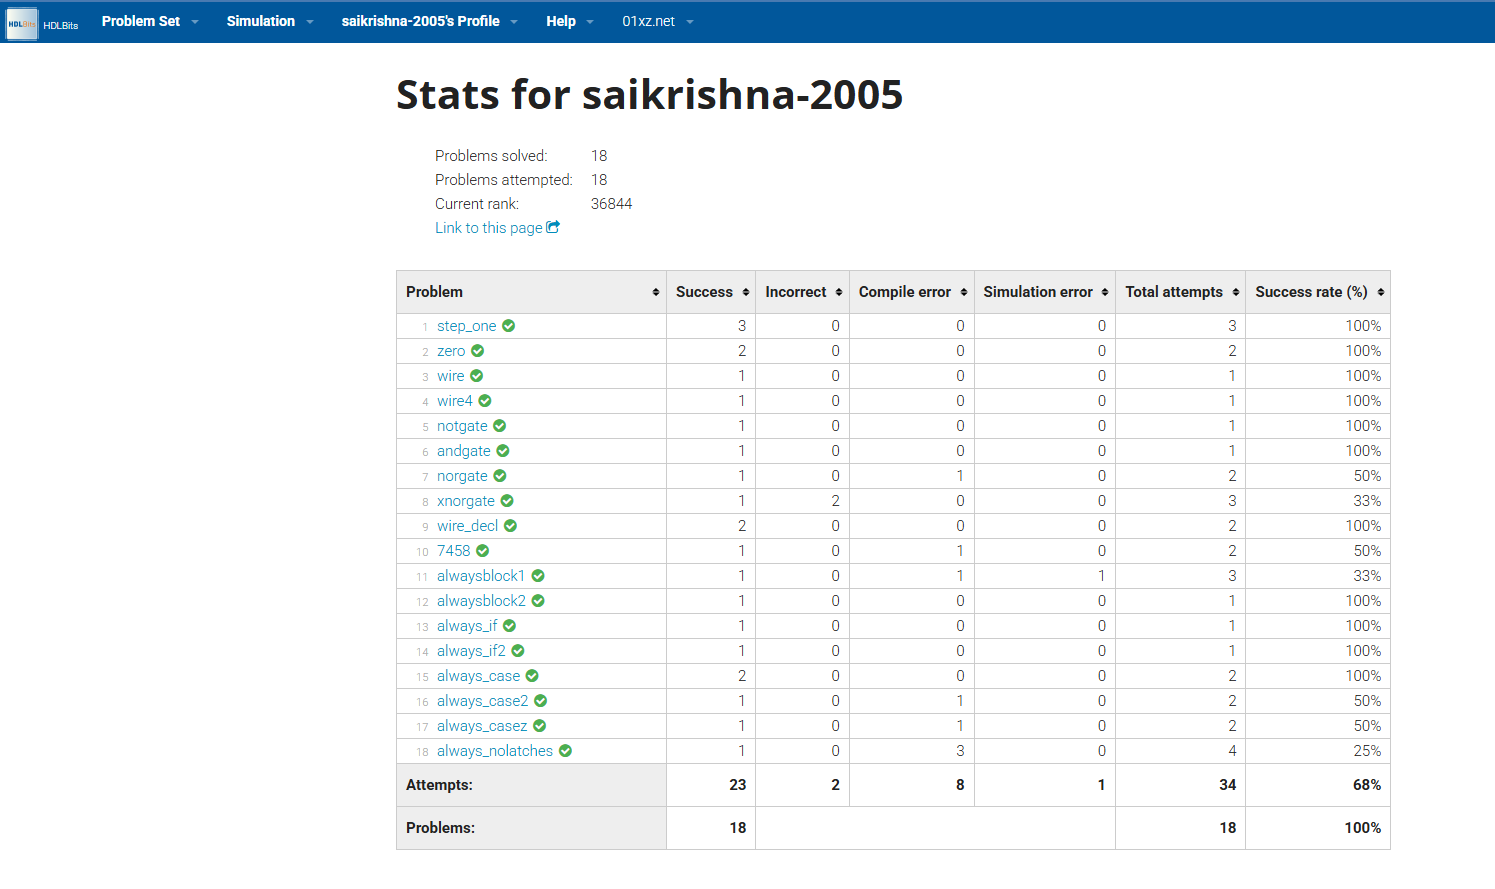 HDLBits HDLBits Problem Set Simulation saikrishna-2005's Profile Help 01xz.net
Stats for saikrishna-2005
Problems solved: 18
Problems attempted: 18
Current rank: 36844
Link to this page
Problem Success Incorrect Compile error Simulation error Total attempts Success rate (%)
1 step_one 3 0 0 0 3 100%
2 zero 2 0 0 0 2 100%
3 wire 1 0 0 0 1 100%
4 wire4 1 0 0 0 1 100%
5 notgate 1 0 0 0 1 100%
6 andgate 1 0 0 0 1 100%
7 norgate 1 0 1 0 2 50%
8 xnorgate 1 2 0 0 3 33%
9 wire_decl 2 0 0 0 2 100%
10 7458 1 0 1 0 2 50%
11 alwaysblock1 1 0 1 1 3 33%
12 alwaysblock2 1 0 0 0 1 100%
13 always_if 1 0 0 0 1 100%
14 always_if2 1 0 0 0 1 100%
15 always_case 2 0 0 0 2 100%
16 always_case2 1 0 1 0 2 50%
17 always_casez 1 0 1 0 2 50%
18 always_nolatches 1 0 3 0 4 25%
Attempts: 23 2 8 1 34 68%
Problems: 18 18 100%